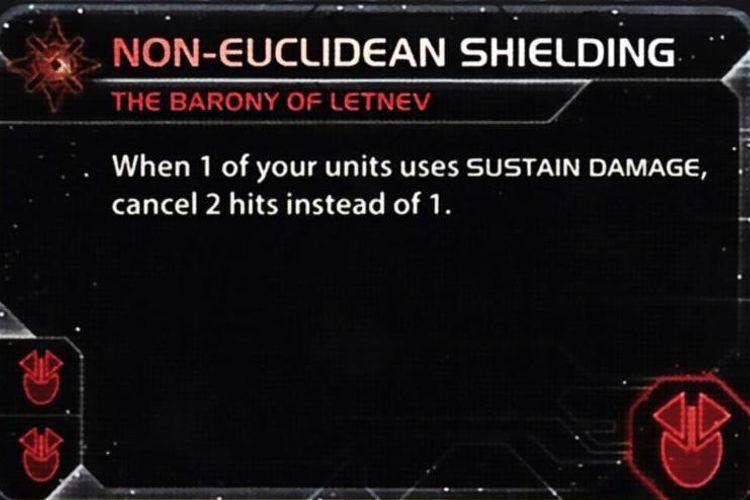 NON-EUCLIDEAN SHIELDING
THE BARONY OF LETNEV
When 1 of your units uses SUSTAIN DAMAGE,
cancel 2 hits instead of 1.